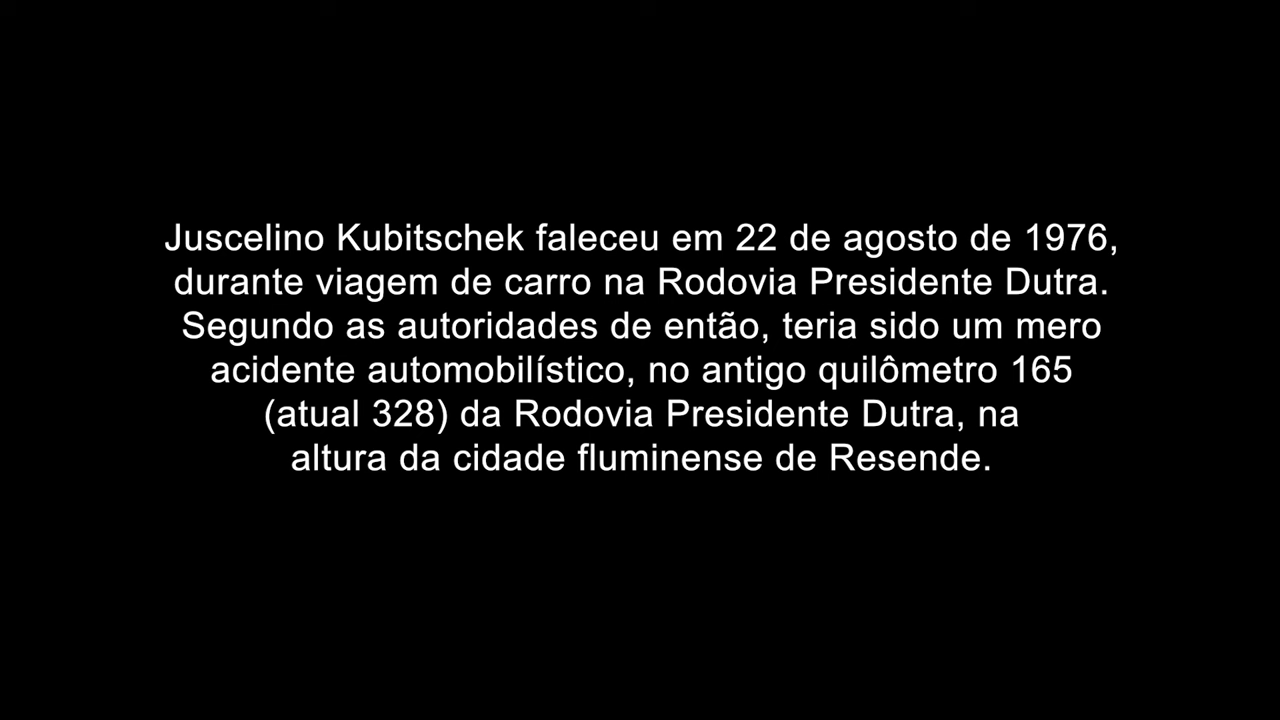 Juscelino Kubitschek faleceu em 22 de agosto de 1976,
durante viagem de carro na Rodovia Presidente Dutra.
Segundo as autoridades de então, teria sido um mero
acidente automobilístico, no antigo quilômetro 165
(atual 328) da Rodovia Presidente Dutra, na
altura da cidade fluminense de Resende.